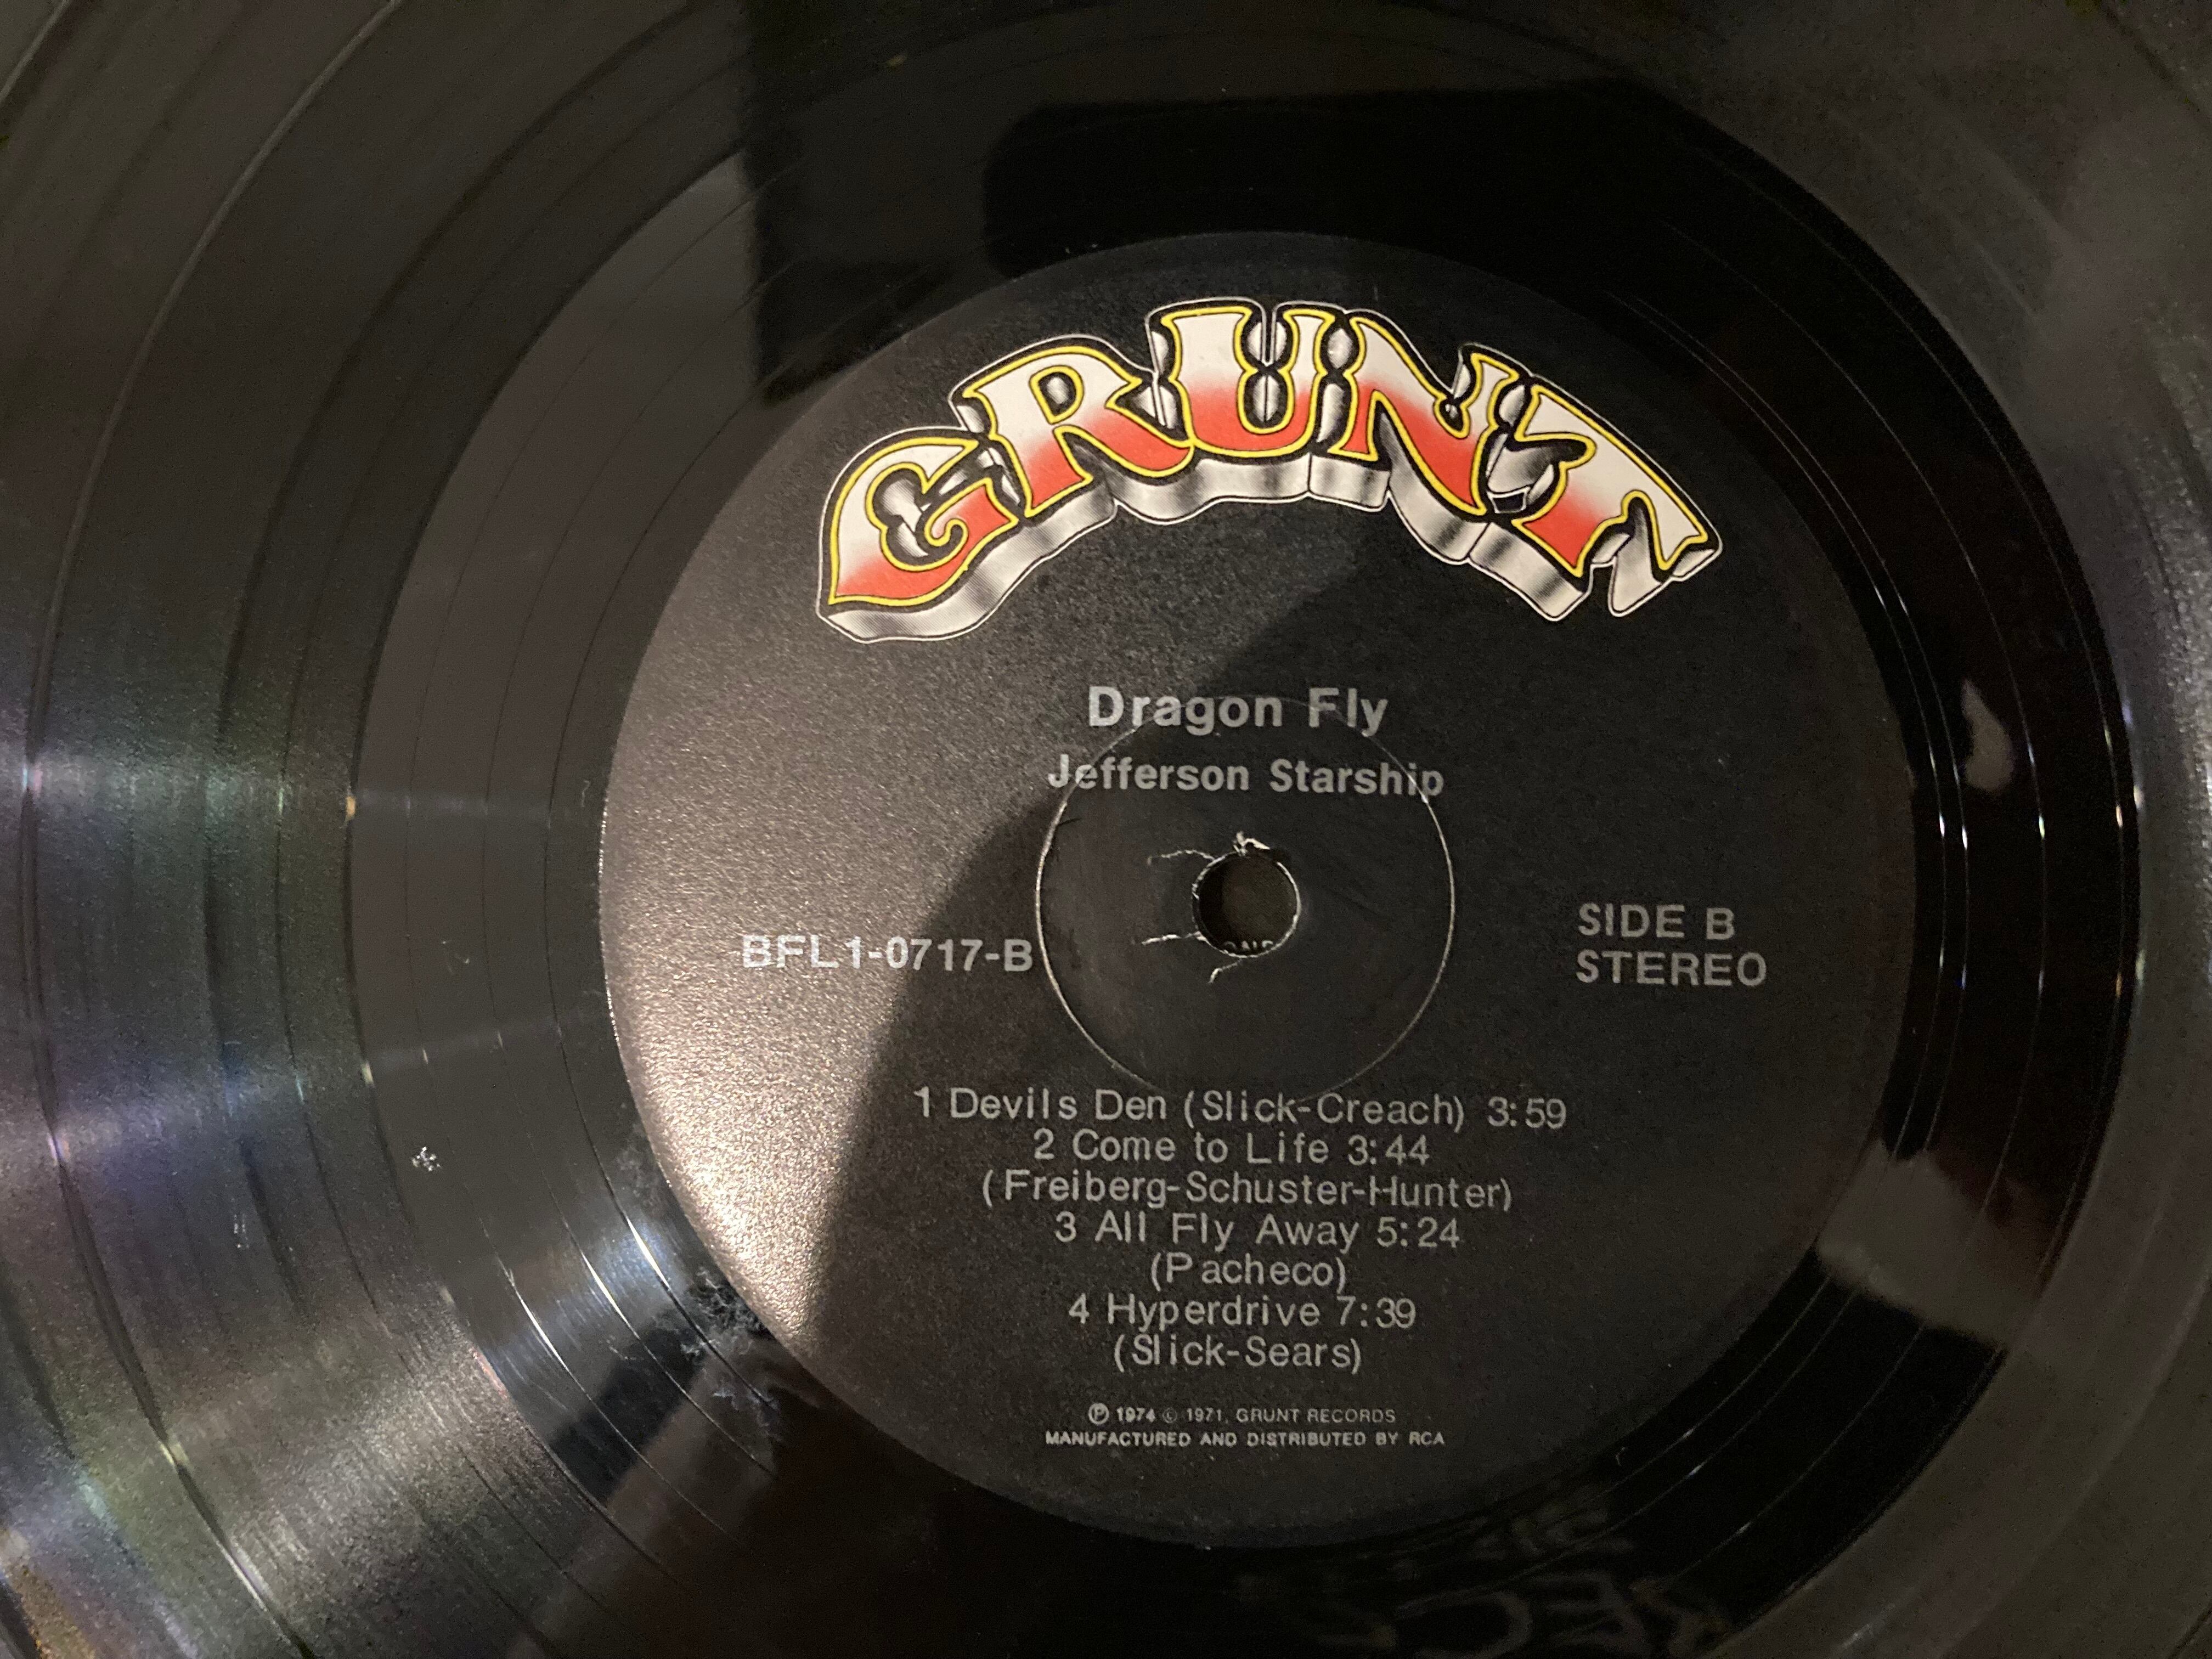 GRUNT
Dragon Fly
Jefferson Starship
BFL1-0717-B
SIDE B
STEREO
1 Devils Den (Slick-Creach) 3:59
2 Come to Life 3:44
(Freiberg-Schuster-Hunter)
3 All Fly Away 5:24
(Pacheco)
4 Hyperdrive 7:39
(Slick-Sears)
Ⓟ 1974 © 1971, GRUNT RECORDS
MANUFACTURED AND DISTRIBUTED BY RCA